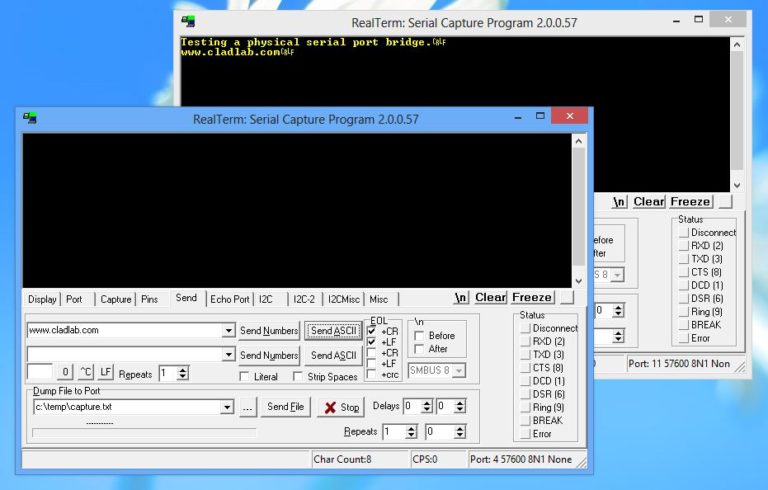 RealTerm: Serial Capture Program 2.0.0.57
Testing a physical serial port bridge.CRLF
www.cladlab.comCRLF
\n Clear Freeze
Status
Disconnect
RXD (2)
TXD (3)
CTS (8)
DCD (1)
DSR (6)
Ring (9)
BREAK
Error
efore
fter
BUS 8
0
Port: 11 57600 8N1 Non
RealTerm: Serial Capture Program 2.0.0.57
Display Port Capture Pins Send Echo Port I2C I2C-2 I2CMisc Misc \n Clear Freeze
www.cladlab.com Send Numbers Send ASCII
Send Numbers Send ASCII
0 ^C LF Repeats 1 Literal Strip Spaces
EOL
+CR
+LF
+CR
+LF
+crc
\n
Before
After
SMBUS 8
Dump File to Port
c:\temp\capture.txt ... Send File Stop Delays 0 0
Repeats 1 0
Status
Disconnect
RXD (2)
TXD (3)
CTS (8)
DCD (1)
DSR (6)
Ring (9)
BREAK
Error
Char Count:8 CPS:0 Port: 4 57600 8N1 None